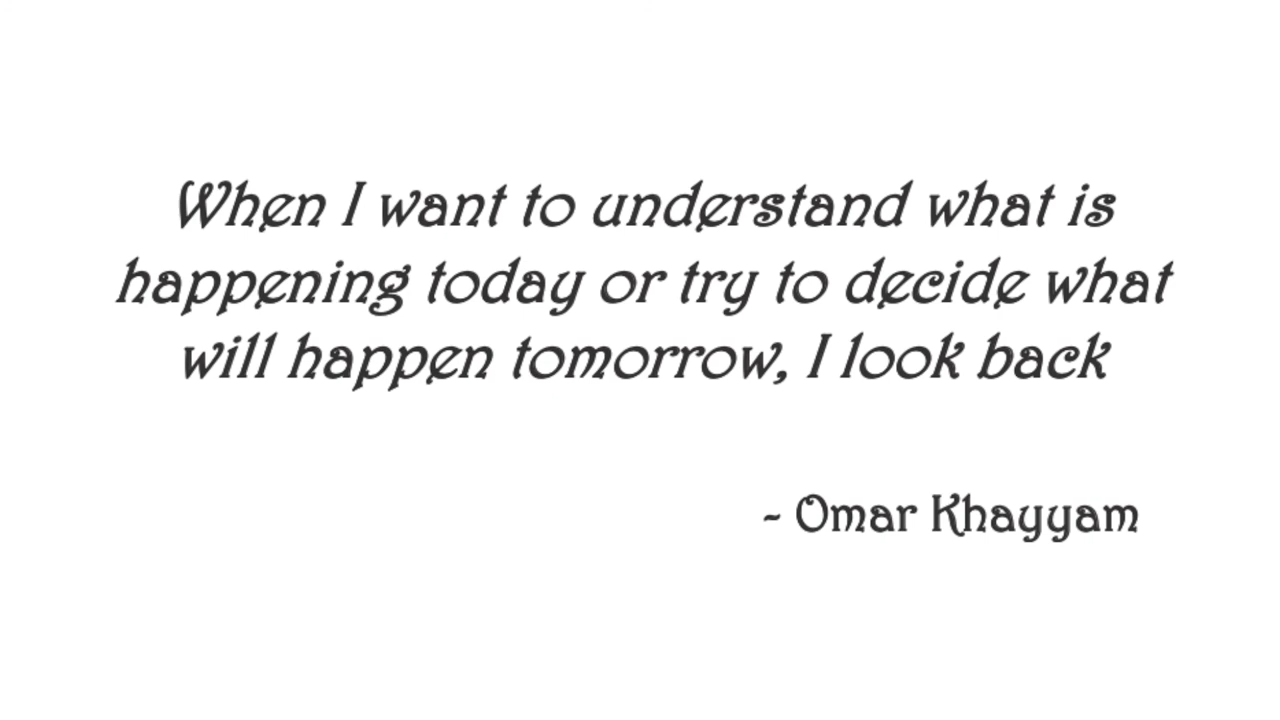 When I want to understand what is
happening today or try to decide what
will happen tomorrow, I look back
- Omar Khayyam